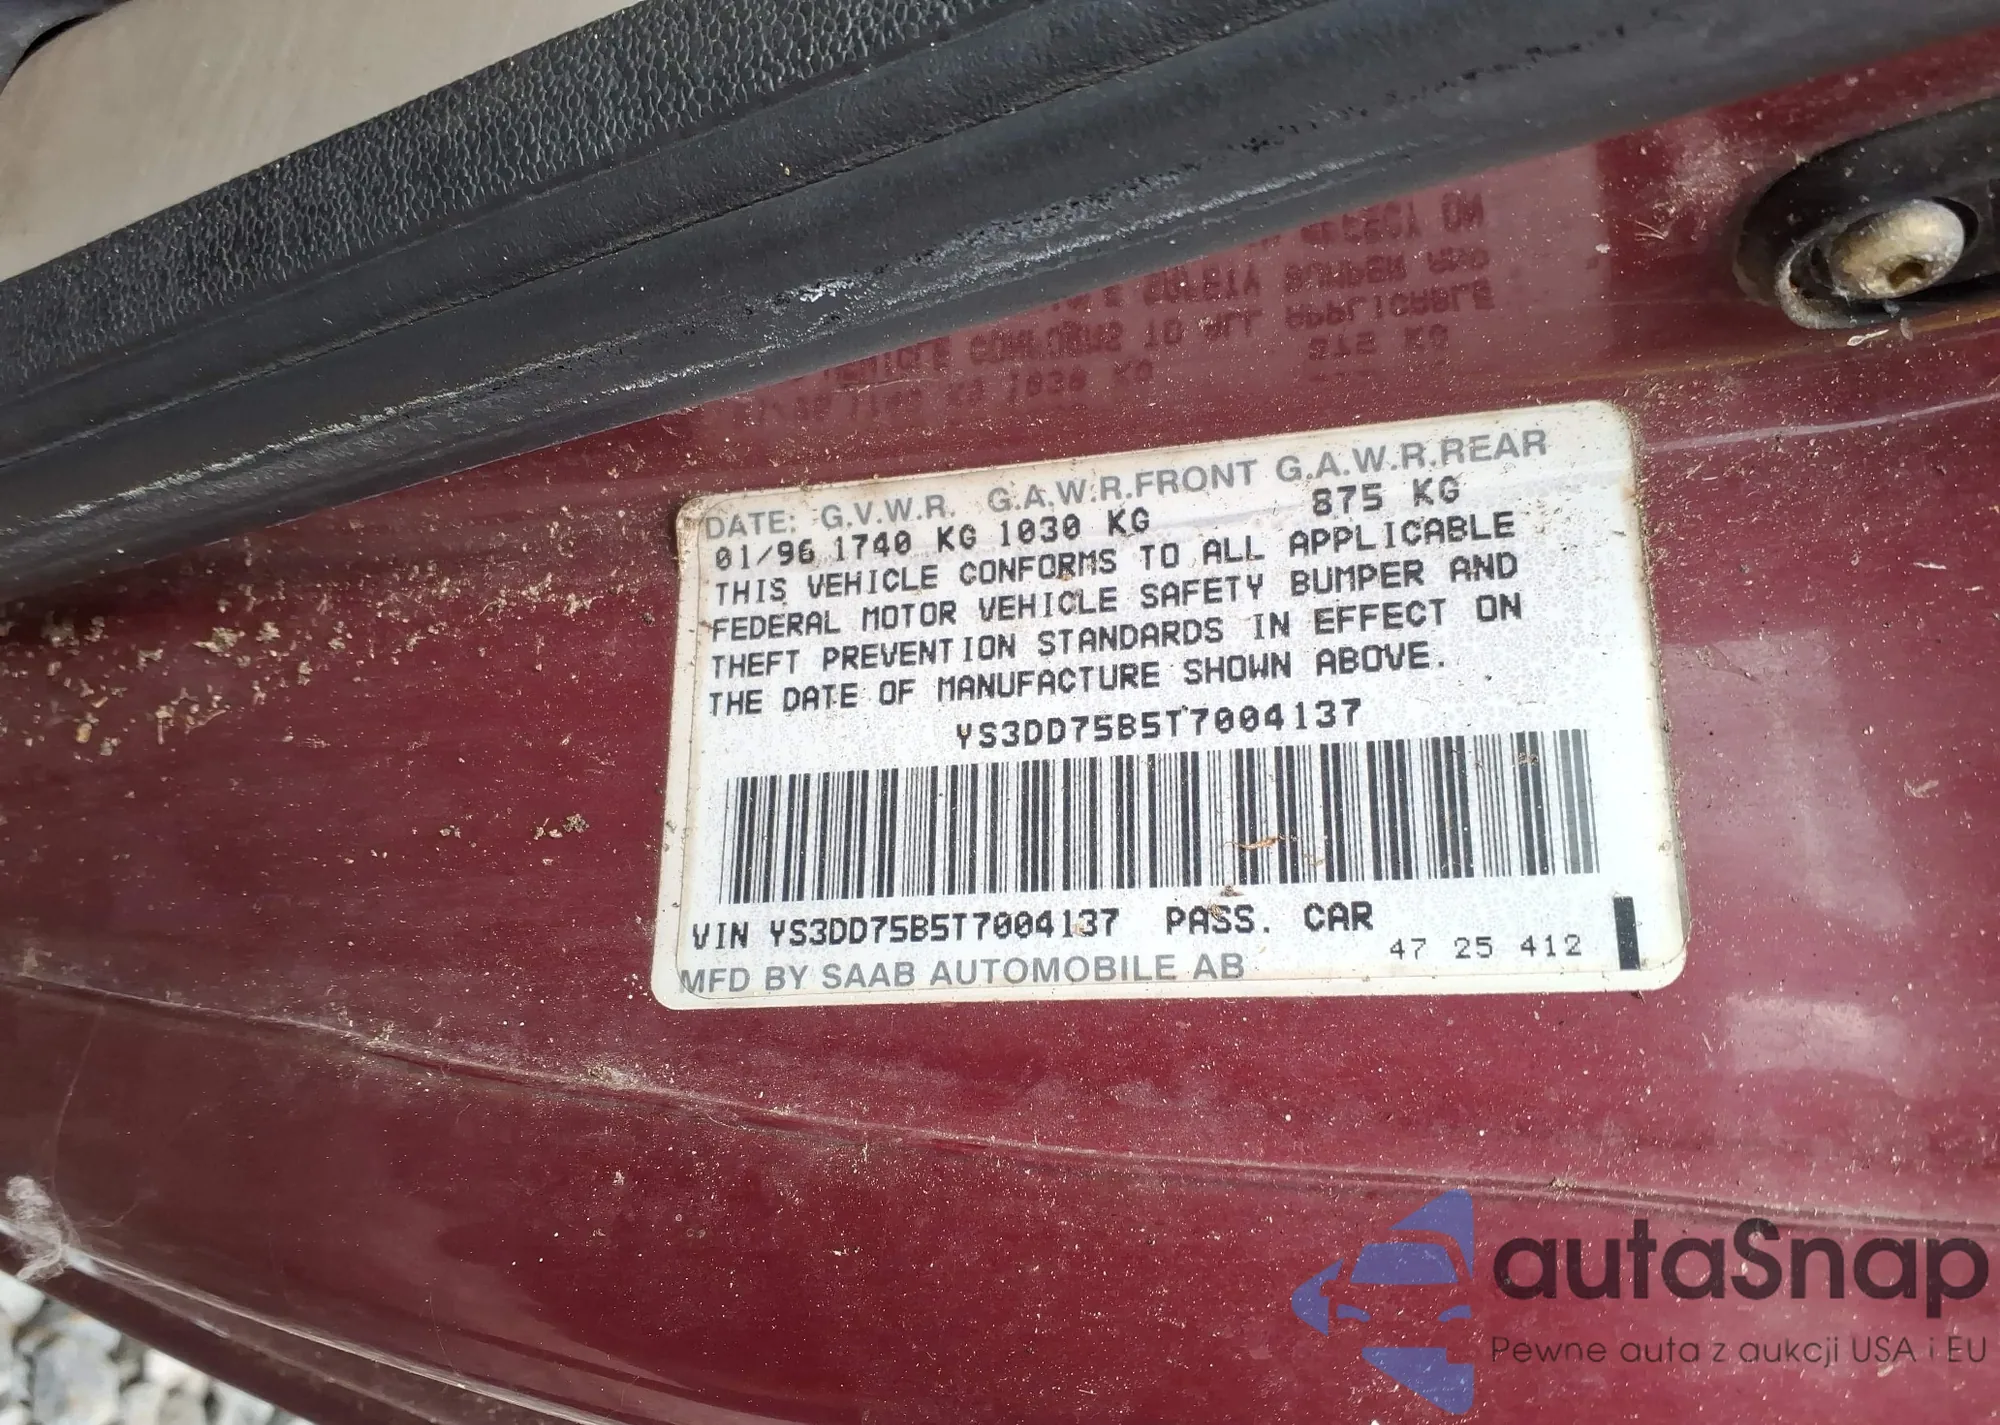 DATE: G.V.W.R. G.A.W.R.FRONT G.A.W.R.REAR
01/96 1740 KG 1030 KG 875 KG
THIS VEHICLE CONFORMS TO ALL APPLICABLE
FEDERAL MOTOR VEHICLE SAFETY BUMPER AND
THEFT PREVENTION STANDARDS IN EFFECT ON
THE DATE OF MANUFACTURE SHOWN ABOVE.
YS3DD75B5T7004137
VIN YS3DD75B5T7004137 PASS. CAR
47 25 412
MFD BY SAAB AUTOMOBILE AB
autaSnap
Pewne auta z aukcji USA i EU